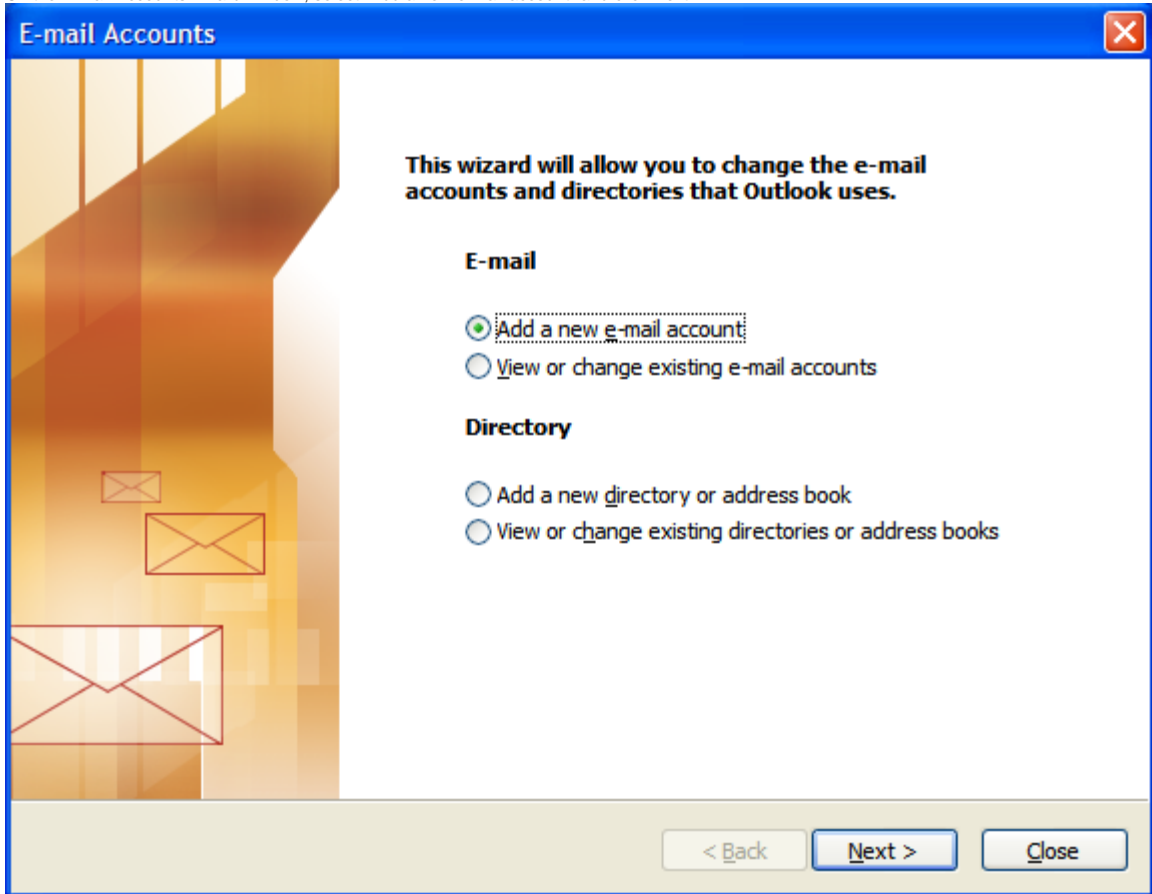 E-mail Accounts
This wizard will allow you to change the e-mail
accounts and directories that Outlook uses.
E-mail
Add a new e-mail account
View or change existing e-mail accounts
Directory
Add a new directory or address book
View or change existing directories or address books
< Back
Next >
Close